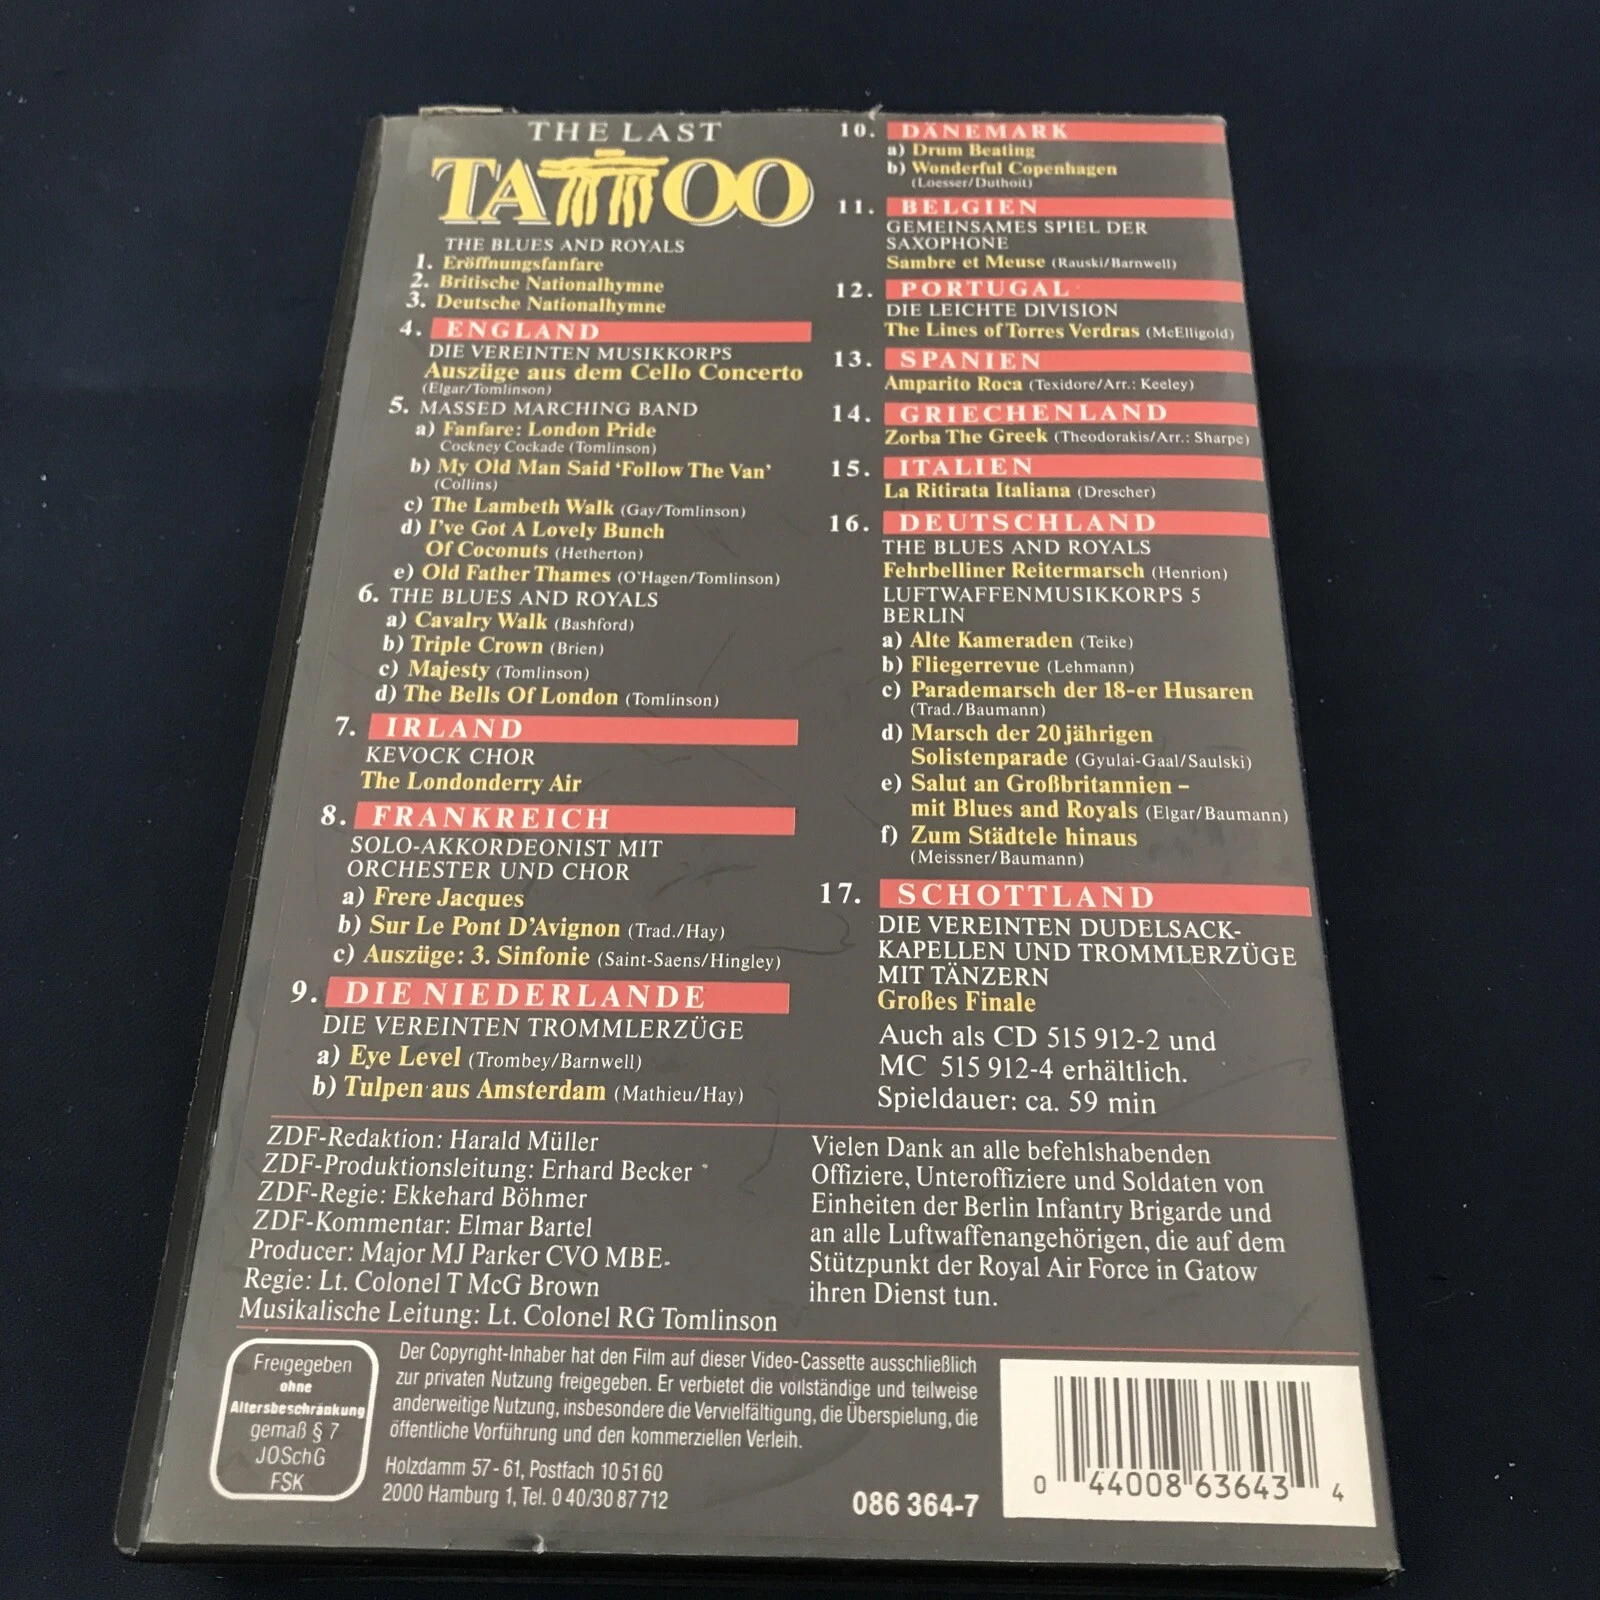 THE LAST
TATTOO
THE BLUES AND ROYALS
1. Eröffnungsfanfare
2. Britische Nationalhymne
3. Deutsche Nationalhymne
4. ENGLAND
DIE VEREINTEN MUSIKKORPS
Auszüge aus dem Cello Concerto
(Elgar/Tomlinson)
5. MASSED MARCHING BAND
a) Fanfare: London Pride
Cockney Cockade (Tomlinson)
b) My Old Man Said ‘Follow The Van’
(Collins)
c) The Lambeth Walk (Gay/Tomlinson)
d) I've Got A Lovely Bunch
Of Coconuts (Hetherton)
e) Old Father Thames (O'Hagen/Tomlinson)
6. THE BLUES AND ROYALS
a) Cavalry Walk (Bashford)
b) Triple Crown (Brien)
c) Majesty (Tomlinson)
d) The Bells Of London (Tomlinson)
7. IRLAND
KEVOCK CHOR
The Londonderry Air
8. FRANKREICH
SOLO-AKKORDEONIST MIT
ORCHESTER UND CHOR
a) Frere Jacques
b) Sur Le Pont D'Avignon (Trad./Hay)
c) Auszüge: 3. Sinfonie (Saint-Saens/Hingley)
9. DIE NIEDERLANDE
DIE VEREINTEN TROMMLERZÜGE
a) Eye Level (Trombey/Barnwell)
b) Tulpen aus Amsterdam (Mathieu/Hay)
10. DÄNEMARK
a) Drum Beating
b) Wonderful Copenhagen
(Loesser/Duthoit)
11. BELGIEN
GEMEINSAMES SPIEL DER
SAXOPHONE
Sambre et Meuse (Rauski/Barnwell)
12. PORTUGAL
DIE LEICHTE DIVISION
The Lines of Torres Verdras (McElligold)
13. SPANIEN
Amparito Roca (Texidore/Arr.: Keeley)
14. GRIECHENLAND
Zorba The Greek (Theodorakis/Arr.: Sharpe)
15. ITALIEN
La Ritirata Italiana (Drescher)
16. DEUTSCHLAND
THE BLUES AND ROYALS
Fehrbelliner Reitermarsch (Henrion)
LUFTWAFFENMUSIKKORPS 5
BERLIN
a) Alte Kameraden (Teike)
b) Fliegerrevue (Lehmann)
c) Parademarsch der 18-er Husaren
(Trad./Baumann)
d) Marsch der 20jährigen
Solistenparade (Gyulai-Gaal/Saulski)
e) Salut an Großbritannien –
mit Blues and Royals (Elgar/Baumann)
f) Zum Städtele hinaus
(Meissner/Baumann)
17. SCHOTTLAND
DIE VEREINTEN DUDELSACK-
KAPELLEN UND TROMMLERZÜGE
MIT TÄNZERN
Großes Finale
Auch als CD 515 912-2 und
MC 515 912-4 erhältlich.
Spieldauer: ca. 59 min
ZDF-Redaktion: Harald Müller
ZDF-Produktionsleitung: Erhard Becker
ZDF-Regie: Ekkehard Böhmer
ZDF-Kommentar: Elmar Bartel
Producer: Major MJ Parker CVO MBE
Regie: Lt. Colonel T McG Brown
Musikalische Leitung: Lt. Colonel RG Tomlinson
Vielen Dank an alle befehlshabenden
Offiziere, Unteroffiziere und Soldaten von
Einheiten der Berlin Infantry Brigarde und
an alle Luftwaffenangehörigen, die auf dem
Stützpunkt der Royal Air Force in Gatow
ihren Dienst tun.
Freigegeben
ohne
Altersbeschränkung
gemäß § 7
JOSchG
FSK
Der Copyright-Inhaber hat den Film auf dieser Video-Cassette ausschließlich
zur privaten Nutzung freigegeben. Er verbietet die vollständige und teilweise
anderweitige Nutzung, insbesondere die Vervielfältigung, die Überspielung, die
öffentliche Vorführung und den kommerziellen Verleih.
Holzdamm 57-61, Postfach 10 51 60
2000 Hamburg 1, Tel. 0 40/30 87 712
086 364-7
0 44008 63643 4